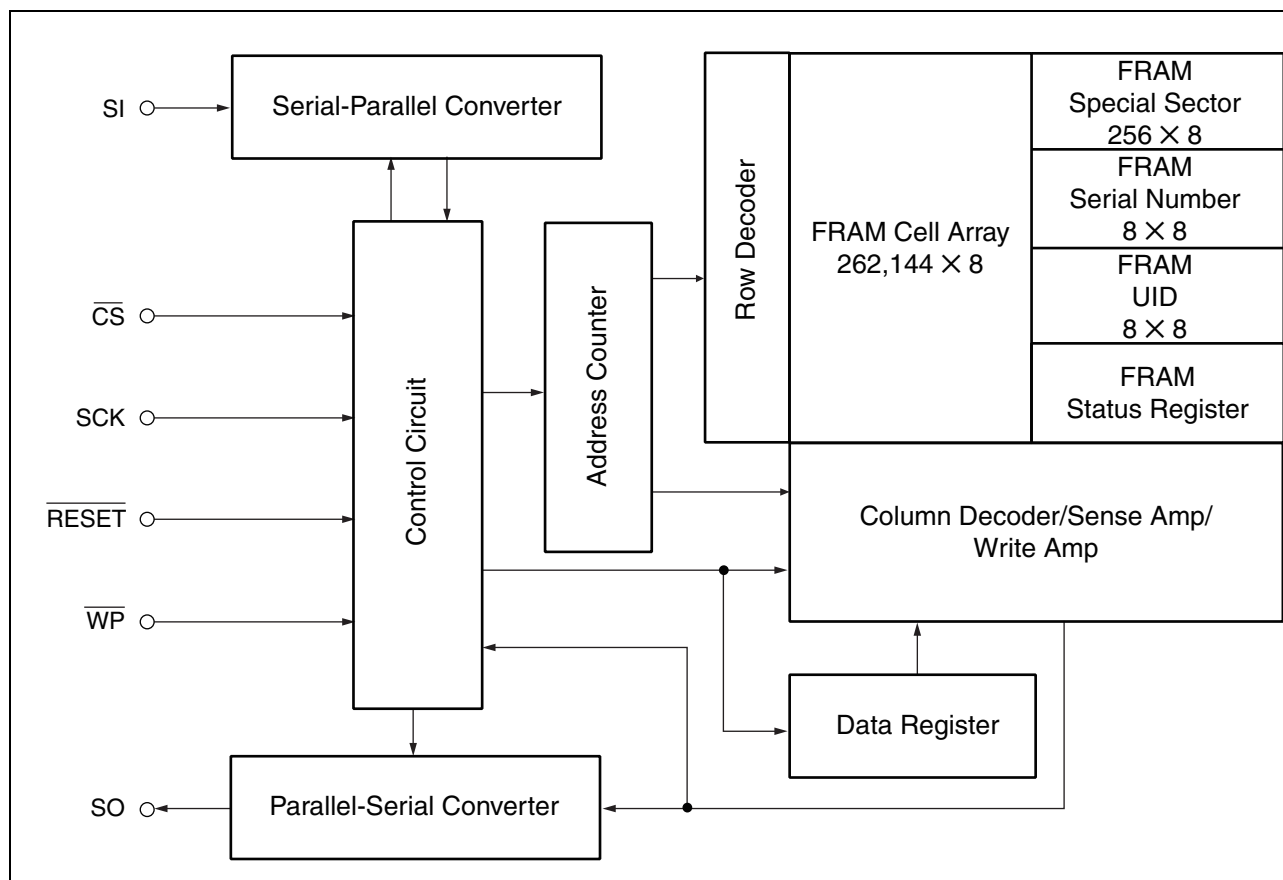 SI
Serial-Parallel Converter
CS
SCK
RESET
WP
Control Circuit
Address Counter
Row Decoder
FRAM Cell Array
262,144 × 8
FRAM
Special Sector
256 × 8
FRAM
Serial Number
8 × 8
FRAM
UID
8 × 8
FRAM
Status Register
Column Decoder/Sense Amp/
Write Amp
Data Register
SO
Parallel-Serial Converter